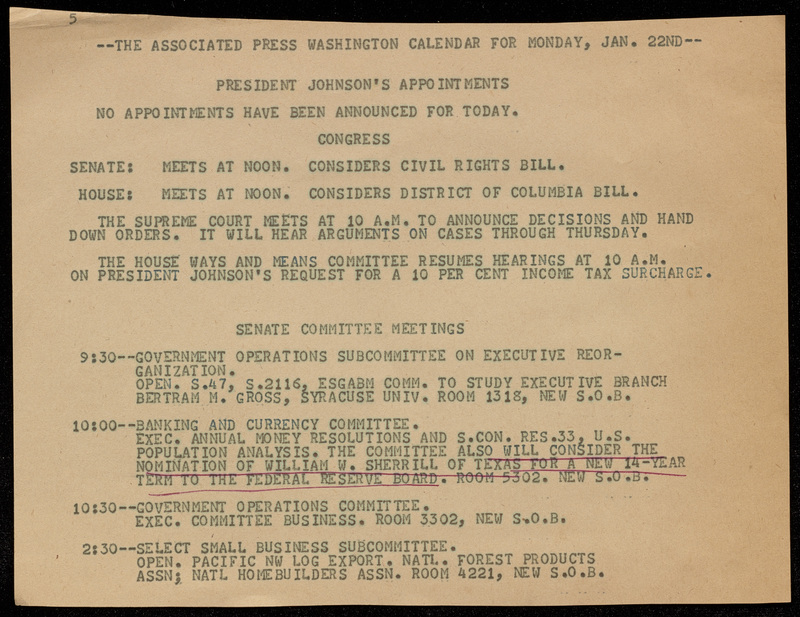 5
--THE ASSOCIATED PRESS WASHINGTON CALENDAR FOR MONDAY, JAN. 22ND--
PRESIDENT JOHNSON'S APPOINTMENTS
NO APPOINTMENTS HAVE BEEN ANNOUNCED FOR TODAY.
CONGRESS
SENATE: MEETS AT NOON. CONSIDERS CIVIL RIGHTS BILL.
HOUSE: MEETS AT NOON. CONSIDERS DISTRICT OF COLUMBIA BILL.
THE SUPREME COURT MEETS AT 10 A.M. TO ANNOUNCE DECISIONS AND HAND
DOWN ORDERS. IT WILL HEAR ARGUMENTS ON CASES THROUGH THURSDAY.
THE HOUSE WAYS AND MEANS COMMITTEE RESUMES HEARINGS AT 10 A.M.
ON PRESIDENT JOHNSON'S REQUEST FOR A 10 PER CENT INCOME TAX SURCHARGE.
SENATE COMMITTEE MEETINGS
9:30--GOVERNMENT OPERATIONS SUBCOMMITTEE ON EXECUTIVE REOR-
GANIZATION.
OPEN. S.47, S.2116, ESGABM COMM. TO STUDY EXECUTIVE BRANCH
BERTRAM M. GROSS, SYRACUSE UNIV. ROOM 1318, NEW S.O.B.
10:00--BANKING AND CURRENCY COMMITTEE.
EXEC. ANNUAL MONEY RESOLUTIONS AND S.CON. RES.33, U.S.
POPULATION ANALYSIS. THE COMMITTEE ALSO WILL CONSIDER THE
NOMINATION OF WILLIAM W. SHERRILL OF TEXAS FOR A NEW 14-YEAR
TERM TO THE FEDERAL RESERVE BOARD. ROOM 5302. NEW S.O.B.
10:30--GOVERNMENT OPERATIONS COMMITTEE.
EXEC. COMMITTEE BUSINESS. ROOM 3302, NEW S.O.B.
2:30--SELECT SMALL BUSINESS SUBCOMMITTEE.
OPEN. PACIFIC NW LOG EXPORT. NATL. FOREST PRODUCTS
ASSN; NATL HOMEBUILDERS ASSN. ROOM 4221, NEW S.O.B.